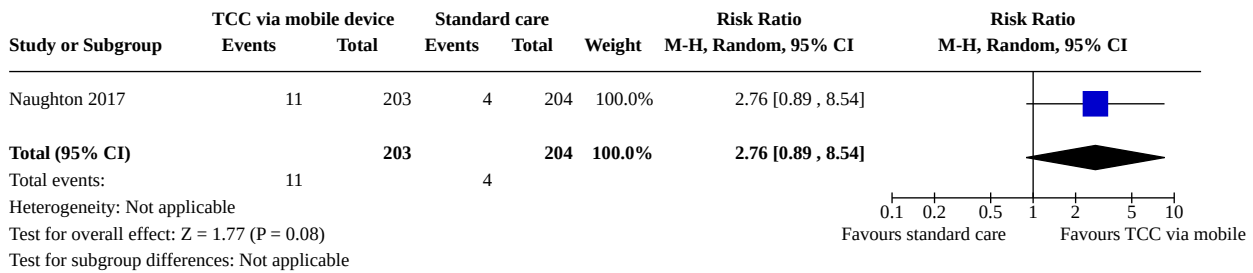 TCC via mobile device Standard care Risk Ratio Risk Ratio
Study or Subgroup Events Total Events Total Weight M-H, Random, 95% CI M-H, Random, 95% CI
Naughton 2017 11 203 4 204 100.0% 2.76 [0.89 , 8.54]
Total (95% CI) 203 204 100.0% 2.76 [0.89 , 8.54]
Total events: 11 4
Heterogeneity: Not applicable
0.1 0.2 0.5 1 2 5 10
Test for overall effect: Z = 1.77 (P = 0.08) Favours standard care Favours TCC via mobile
Test for subgroup differences: Not applicable